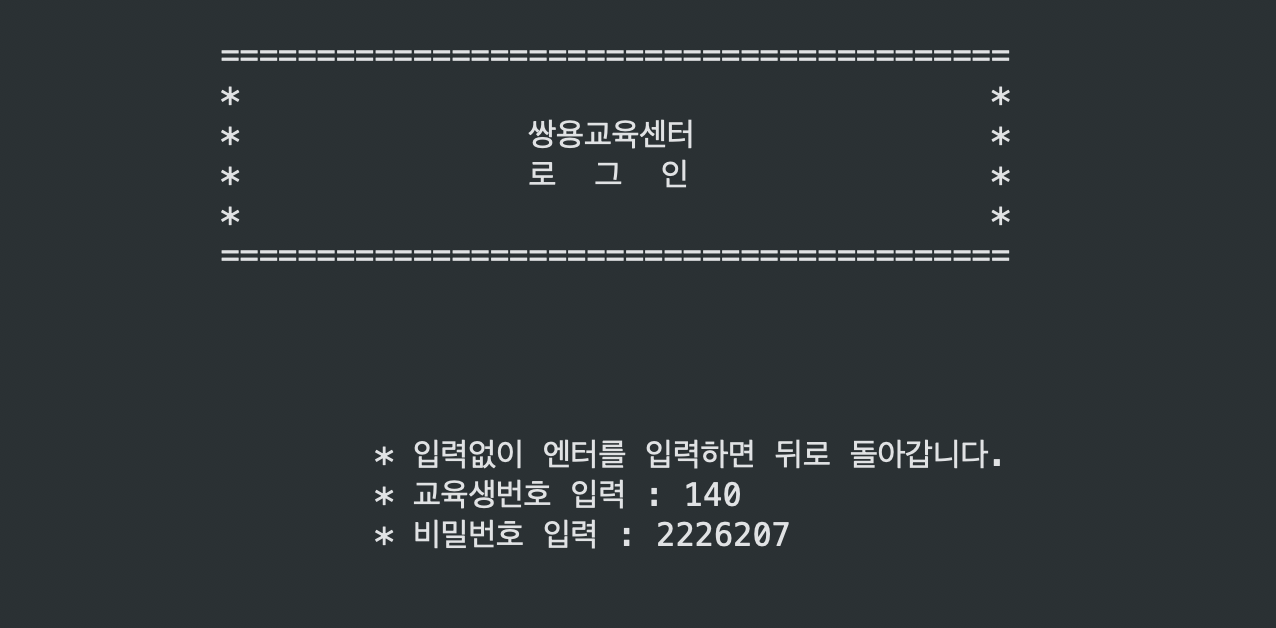 =========================================
*                                       *
*               쌍용교육센터               *
*               로  그  인               *
*                                       *
=========================================
* 입력없이 엔터를 입력하면 뒤로 돌아갑니다.
* 교육생번호 입력 : 140
* 비밀번호 입력 : 2226207